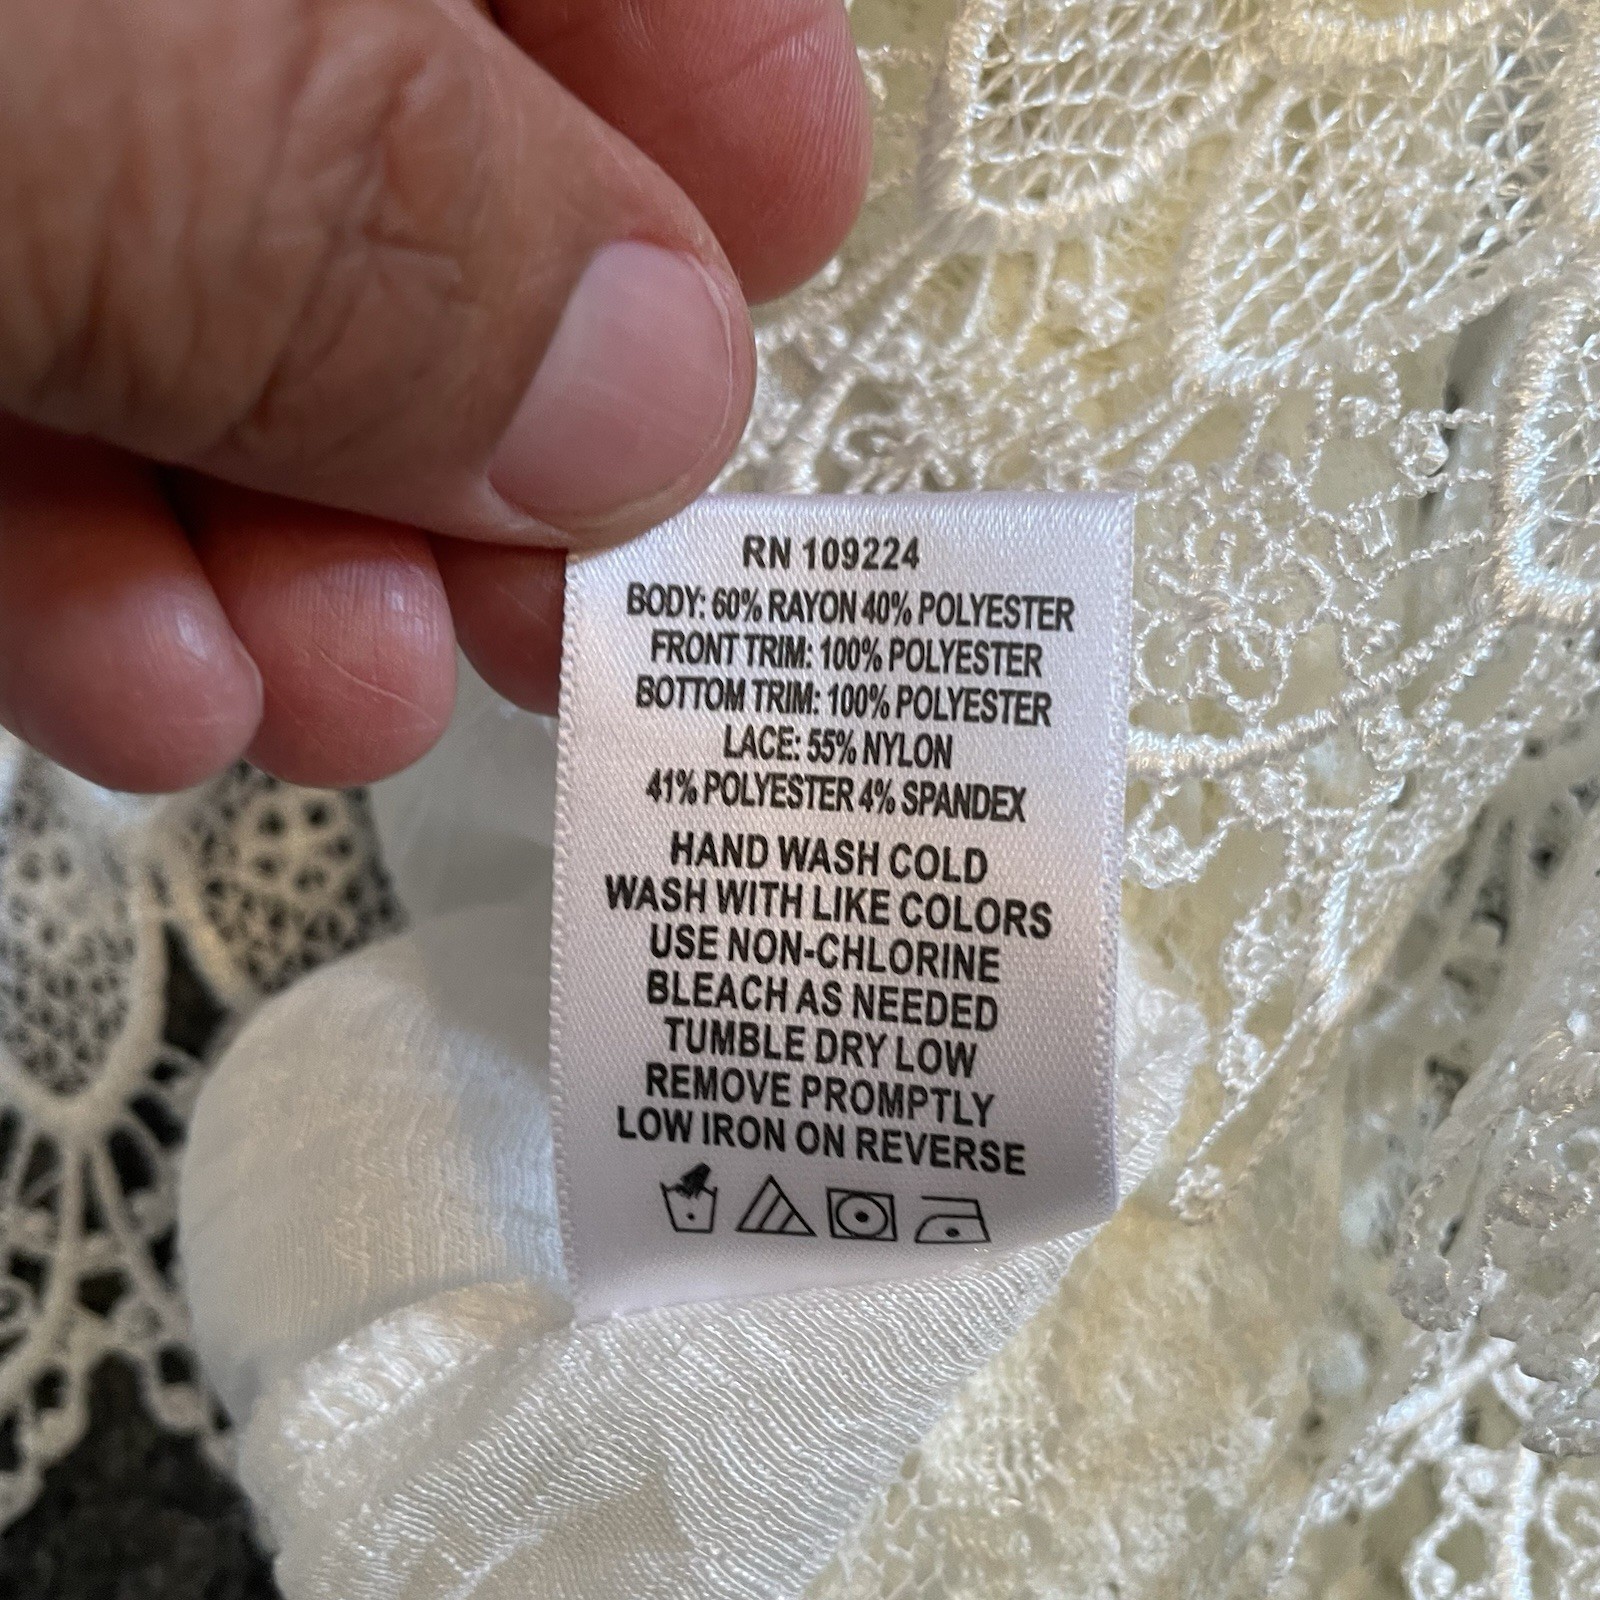 RN 109224
BODY: 60% RAYON 40% POLYESTER
FRONT TRIM: 100% POLYESTER
BOTTOM TRIM: 100% POLYESTER
LACE: 55% NYLON
41% POLYESTER 4% SPANDEX
HAND WASH COLD
WASH WITH LIKE COLORS
USE NON-CHLORINE
BLEACH AS NEEDED
TUMBLE DRY LOW
REMOVE PROMPTLY
LOW IRON ON REVERSE